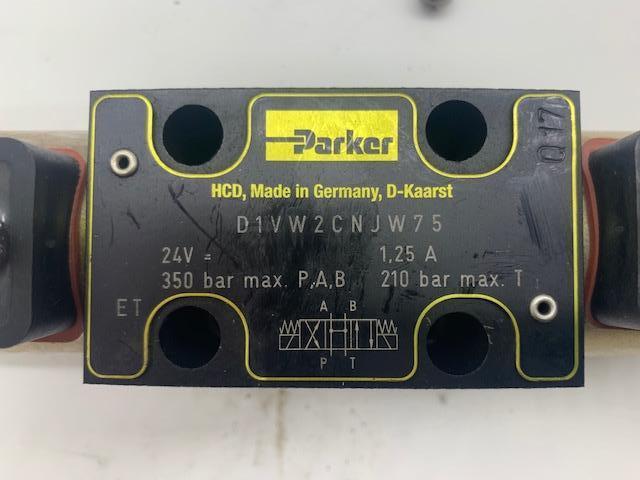 Parker
Q17
HCD, Made in Germany, D-Kaarst
D1VW2CNJW75
24V = 1,25 A
350 bar max. P,A,B 210 bar max. T
ET
A B
P T